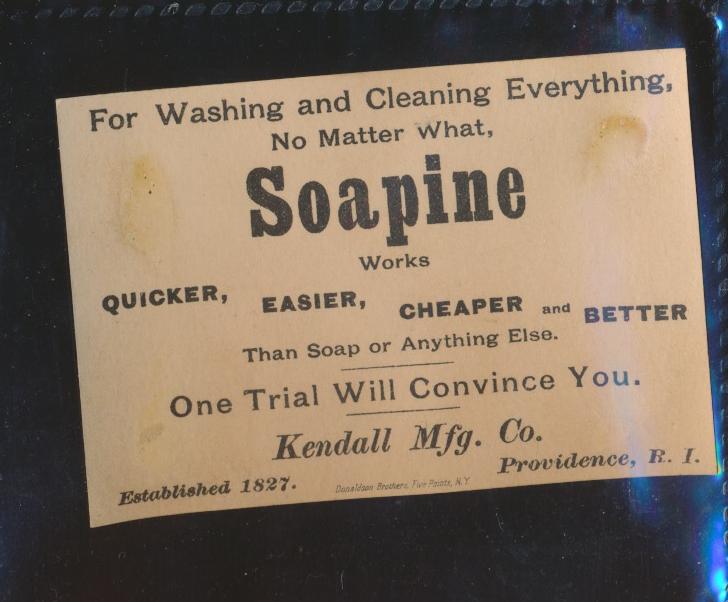 For Washing and Cleaning Everything,
No Matter What,
Soapine
Works
QUICKER, EASIER, CHEAPER and BETTER
Than Soap or Anything Else.
One Trial Will Convince You.
Kendall Mfg. Co.
Providence, R. I.
Established 1827.
Donaldson Brothers, Five Points, N.Y.